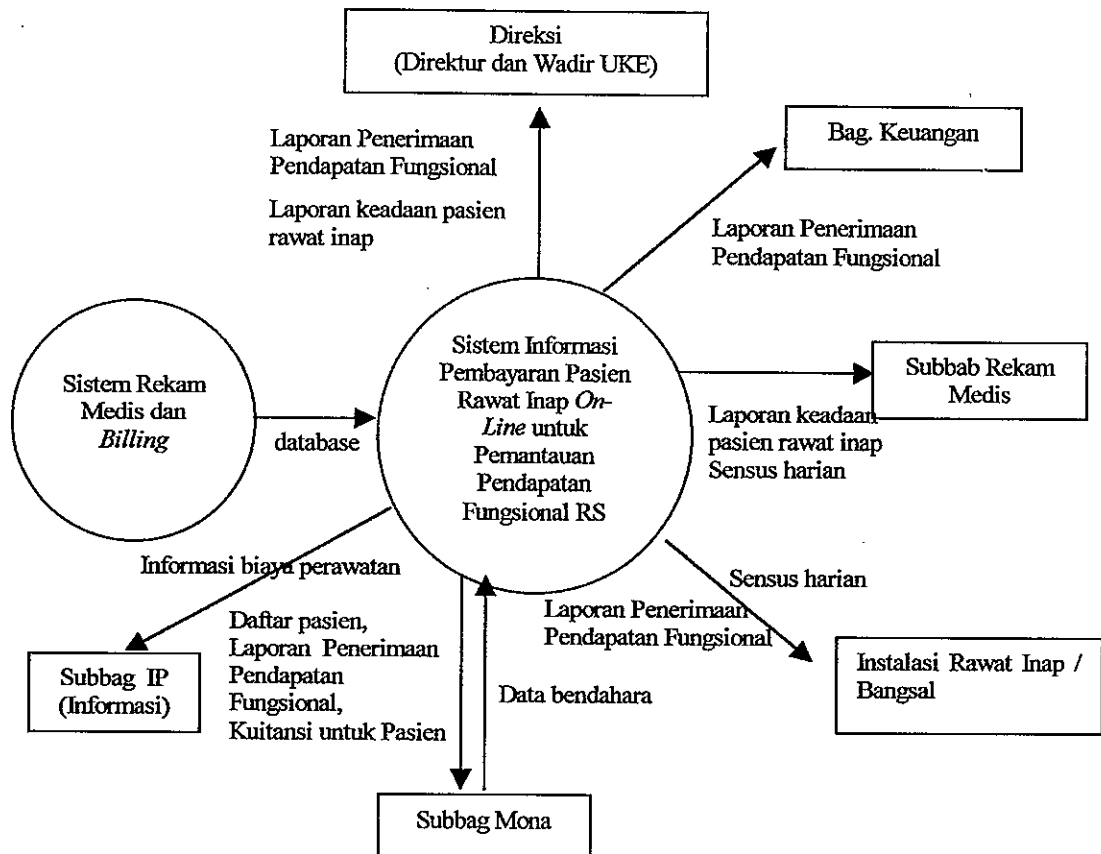 Direksi
(Direktur dan Wadir UKE)
Bag. Keuangan
Laporan Penerimaan
Pendapatan Fungsional
Laporan keadaan pasien
rawat inap
Laporan Penerimaan
Pendapatan Fungsional
Sistem Rekam
Medis dan
Billing
database
Sistem Informasi
Pembayaran Pasien
Rawat Inap On-
Line untuk
Pemantauan
Pendapatan
Fungsional RS
Subbab Rekam
Medis
Laporan keadaan
pasien rawat inap
Sensus harian
Informasi biaya perawatan
Sensus harian
Laporan Penerimaan
Pendapatan Fungsional
Subbag IP
(Informasi)
Daftar pasien,
Laporan Penerimaan
Pendapatan
Fungsional,
Kuitansi untuk Pasien
Data bendahara
Instalasi Rawat Inap /
Bangsal
Subbag Mona